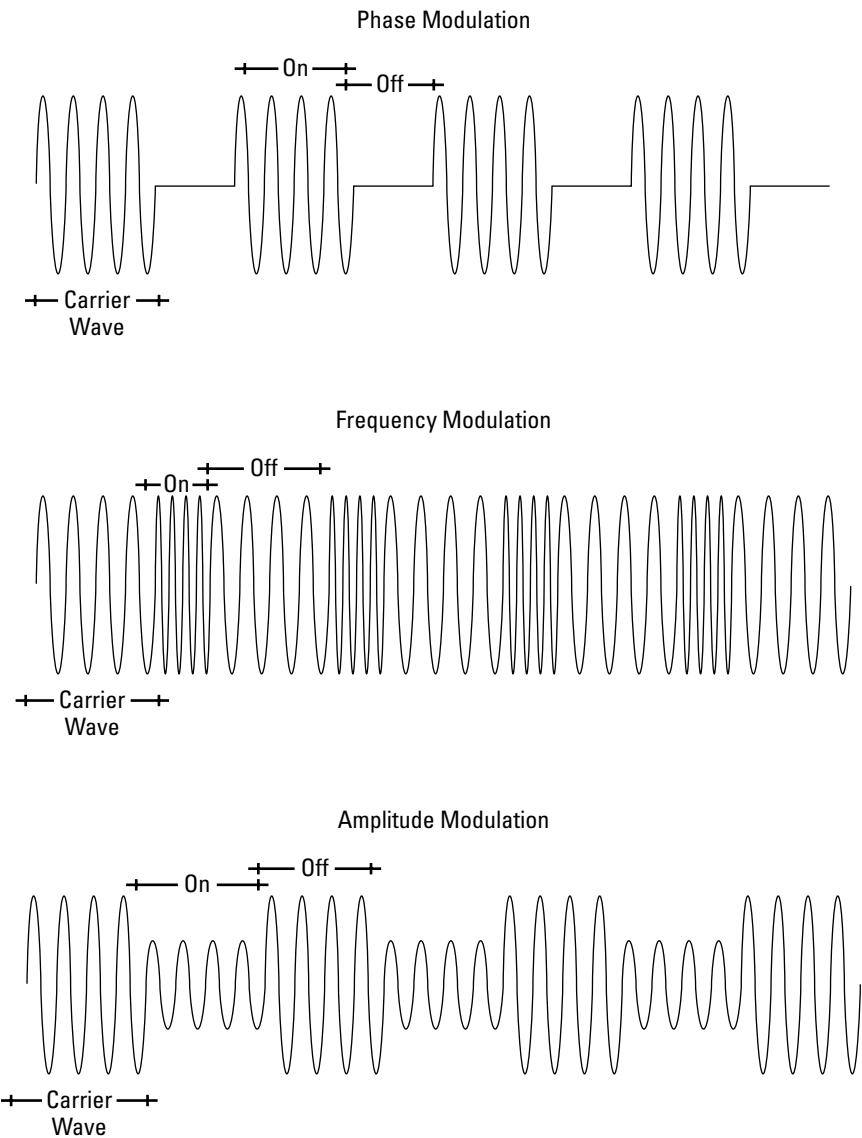 Phase Modulation
On
Off
Carrier
Wave
Frequency Modulation
Off
On
Carrier
Wave
Amplitude Modulation
Off
On
Carrier
Wave